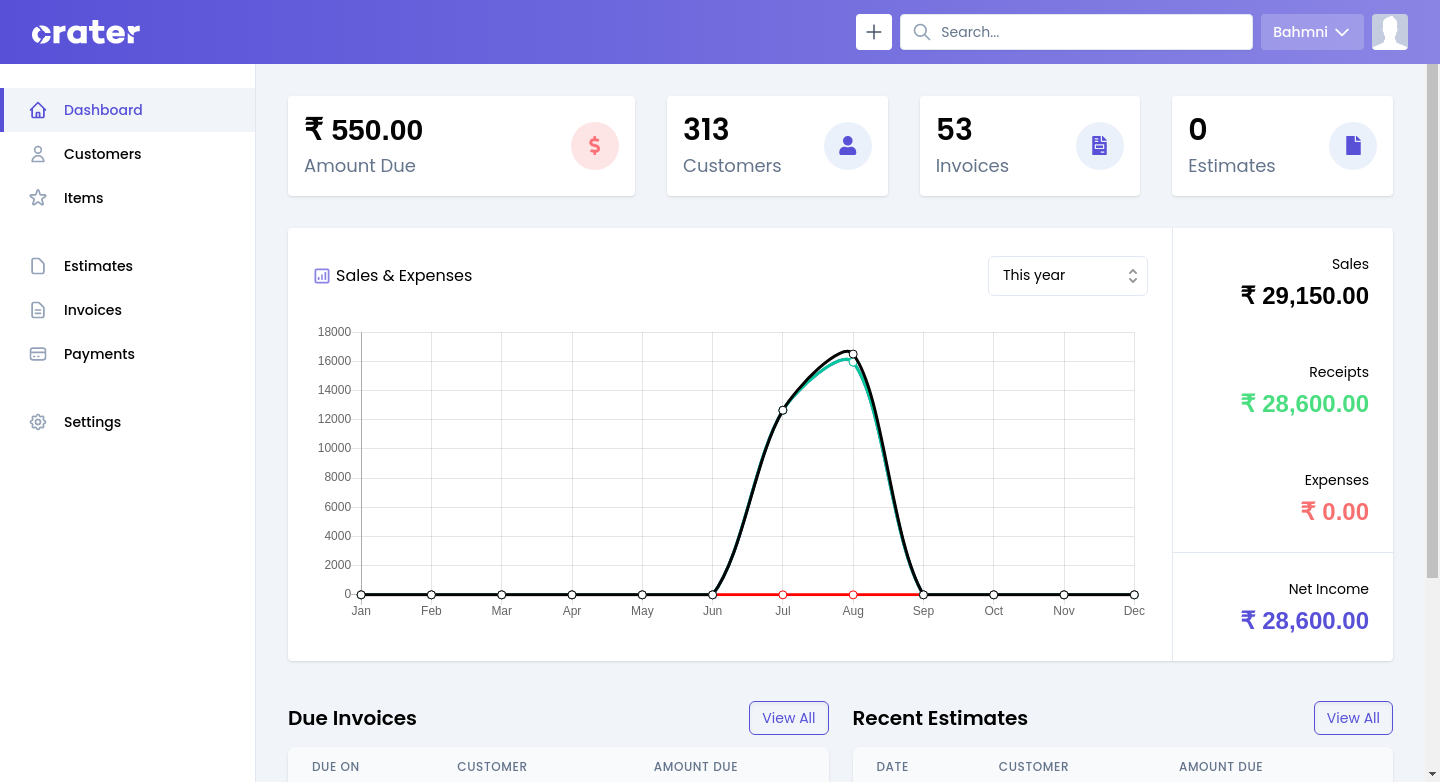 crater
Search...
Bahmni
Dashboard
Customers
Items
Estimates
Invoices
Payments
Settings
₹ 550.00
Amount Due
313
Customers
53
Invoices
0
Estimates
Sales & Expenses
This year
18000
16000
14000
12000
10000
8000
6000
4000
2000
0
Jan Feb Mar Apr May Jun Jul Aug Sep Oct Nov Dec
Sales
₹ 29,150.00
Receipts
₹ 28,600.00
Expenses
₹ 0.00
Net Income
₹ 28,600.00
Due Invoices
View All
DUE ON CUSTOMER AMOUNT DUE
Recent Estimates
View All
DATE CUSTOMER AMOUNT DUE